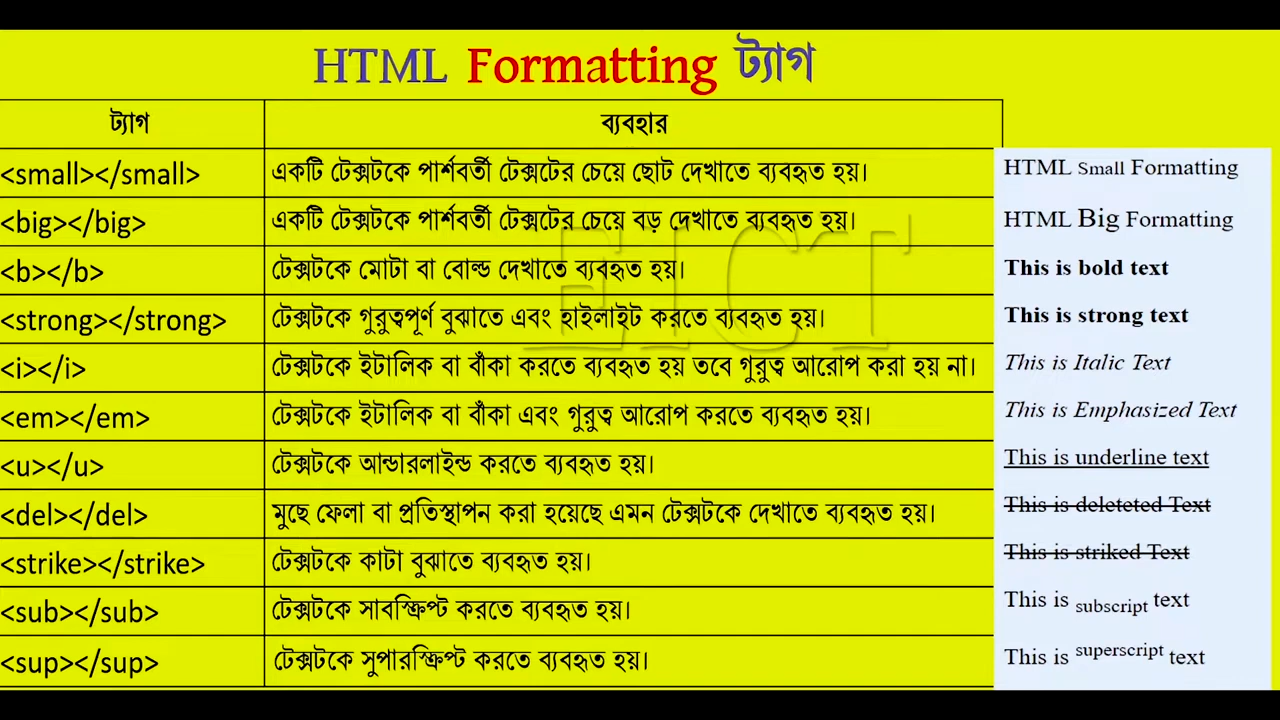 HTML Formatting ট্যাগ
ট্যাগ ব্যবহার
<small></small> একটি টেক্সটকে পার্শবর্তী টেক্সটের চেয়ে ছোট দেখাতে ব্যবহৃত হয়। HTML Small Formatting
<big></big> একটি টেক্সটকে পার্শবর্তী টেক্সটের চেয়ে বড় দেখাতে ব্যবহৃত হয়। HTML Big Formatting
<b></b> টেক্সটকে মোটা বা বোল্ড দেখাতে ব্যবহৃত হয়। This is bold text
<strong></strong> টেক্সটকে গুরুত্বপূর্ণ বুঝাতে এবং হাইলাইট করতে ব্যবহৃত হয়। This is strong text
<i></i> টেক্সটকে ইটালিক বা বাঁকা করতে ব্যবহৃত হয় তবে গুরুত্ব আরোপ করা হয় না। This is Italic Text
<em></em> টেক্সটকে ইটালিক বা বাঁকা এবং গুরুত্ব আরোপ করতে ব্যবহৃত হয়। This is Emphasized Text
<u></u> টেক্সটকে আন্ডারলাইন্ড করতে ব্যবহৃত হয়। This is underline text
<del></del> মুছে ফেলা বা প্রতিস্থাপন করা হয়েছে এমন টেক্সটকে দেখাতে ব্যবহৃত হয়। This is deleteted Text
<strike></strike> টেক্সটকে কাটা বুঝাতে ব্যবহৃত হয়। This is striked Text
<sub></sub> টেক্সটকে সাবস্ক্রিপ্ট করতে ব্যবহৃত হয়। This is subscript text
<sup></sup> টেক্সটকে সুপারস্ক্রিপ্ট করতে ব্যবহৃত হয়। This is superscript text
EICT